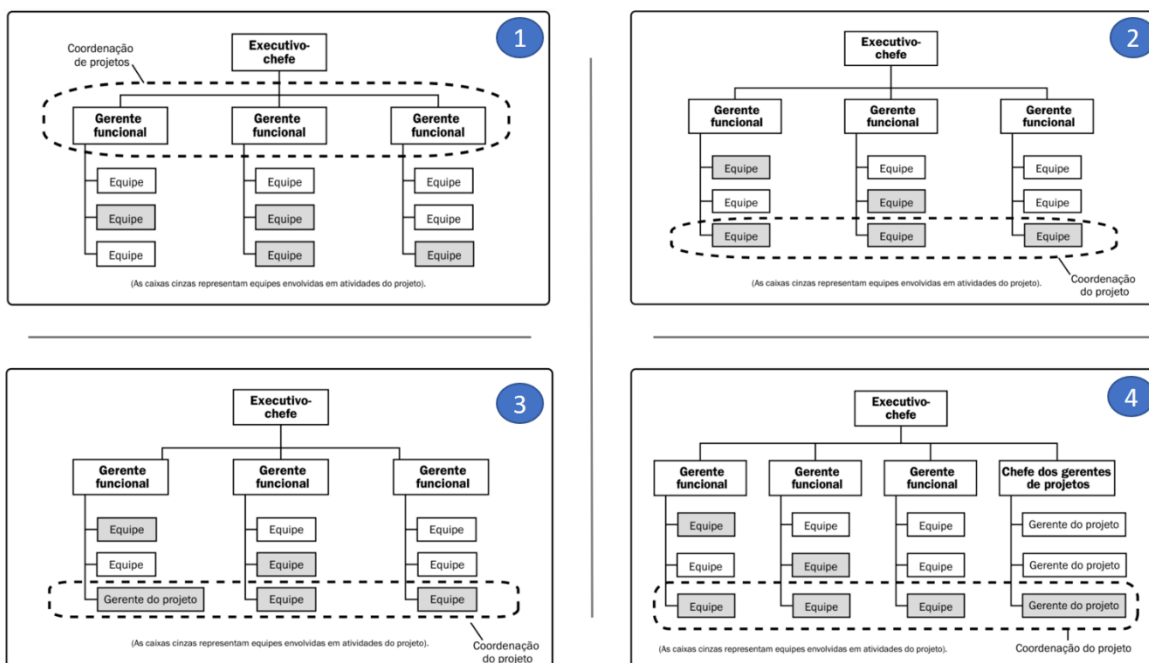 1
Coordenação
de projetos
Executivo-
chefe
Gerente
funcional
Gerente
funcional
Gerente
funcional
Equipe
Equipe
Equipe
Equipe
Equipe
Equipe
Equipe
Equipe
Equipe
(As caixas cinzas representam equipes envolvidas em atividades do projeto).
2
Executivo-
chefe
Gerente
funcional
Gerente
funcional
Gerente
funcional
Equipe
Equipe
Equipe
Equipe
Equipe
Equipe
Equipe
Equipe
Equipe
(As caixas cinzas representam equipes envolvidas em atividades do projeto).
Coordenação
do projeto
3
Executivo-
chefe
Gerente
funcional
Gerente
funcional
Gerente
funcional
Equipe
Equipe
Equipe
Equipe
Equipe
Equipe
Gerente do projeto
Equipe
Equipe
(As caixas cinzas representam equipes envolvidas em atividades do projeto).
Coordenação
do projeto
4
Executivo-
chefe
Gerente
funcional
Gerente
funcional
Gerente
funcional
Chefe dos gerentes
de projetos
Equipe
Equipe
Equipe
Gerente do projeto
Equipe
Equipe
Equipe
Gerente do projeto
Equipe
Equipe
Equipe
Gerente do projeto
(As caixas cinzas representam equipes envolvidas em atividades do projeto).
Coordenação do projeto